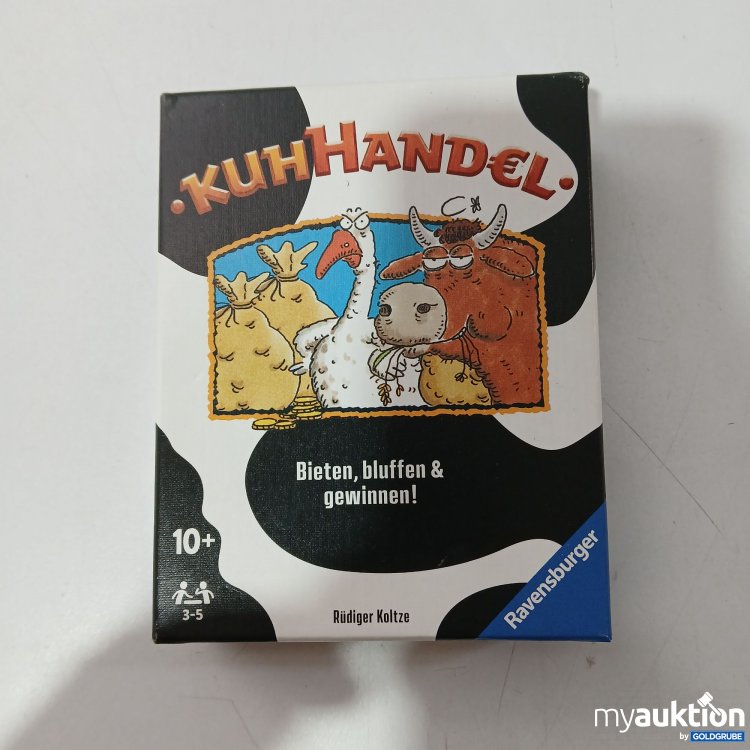 KUHHANDEL
Bieten, bluffen &
gewinnen!
10+
3-5
Rüdiger Koltze
Ravensburger
myauktion
by GOLDGRUBE